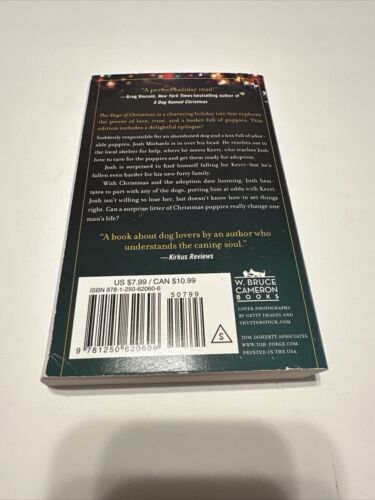 "A perfect holiday read!"
—Greg Kincaid, New York Times bestselling author of
A Dog Named Christmas
The Dogs of Christmas is a charming holiday tale that explores
the power of love, trust, and a basket full of puppies. This
edition includes a delightful epilogue!
Suddenly responsible for an abandoned dog and a box full of ador-
able puppies, Josh Michaels is in over his head. He reaches out to
the local shelter for help, where he meets Kerri, who teaches Josh
how to care for the puppies and get them ready for adoption.
Josh is surprised to find himself falling for Kerri—but he's
fallen even harder for his new furry family.
With Christmas and the adoption date looming, Josh hesi-
tates to part with any of the dogs, putting him at odds with Kerri.
Josh isn't willing to lose her, but doesn't know how to set things
right. Can a surprise litter of Christmas puppies really change one
man's life?
"A book about dog lovers by an author who
understands the canine soul."
—Kirkus Reviews
US $7.99 / CAN $10.99
ISBN 978-1-250-62060-6
50799
9 781250 620606
S
W. BRUCE
CAMERON
BOOKS
COVER PHOTOGRAPHS
BY GETTY IMAGES AND
SHUTTERSTOCK.COM
TOM DOHERTY ASSOCIATES
WWW.TOR-FORGE.COM
PRINTED IN THE USA